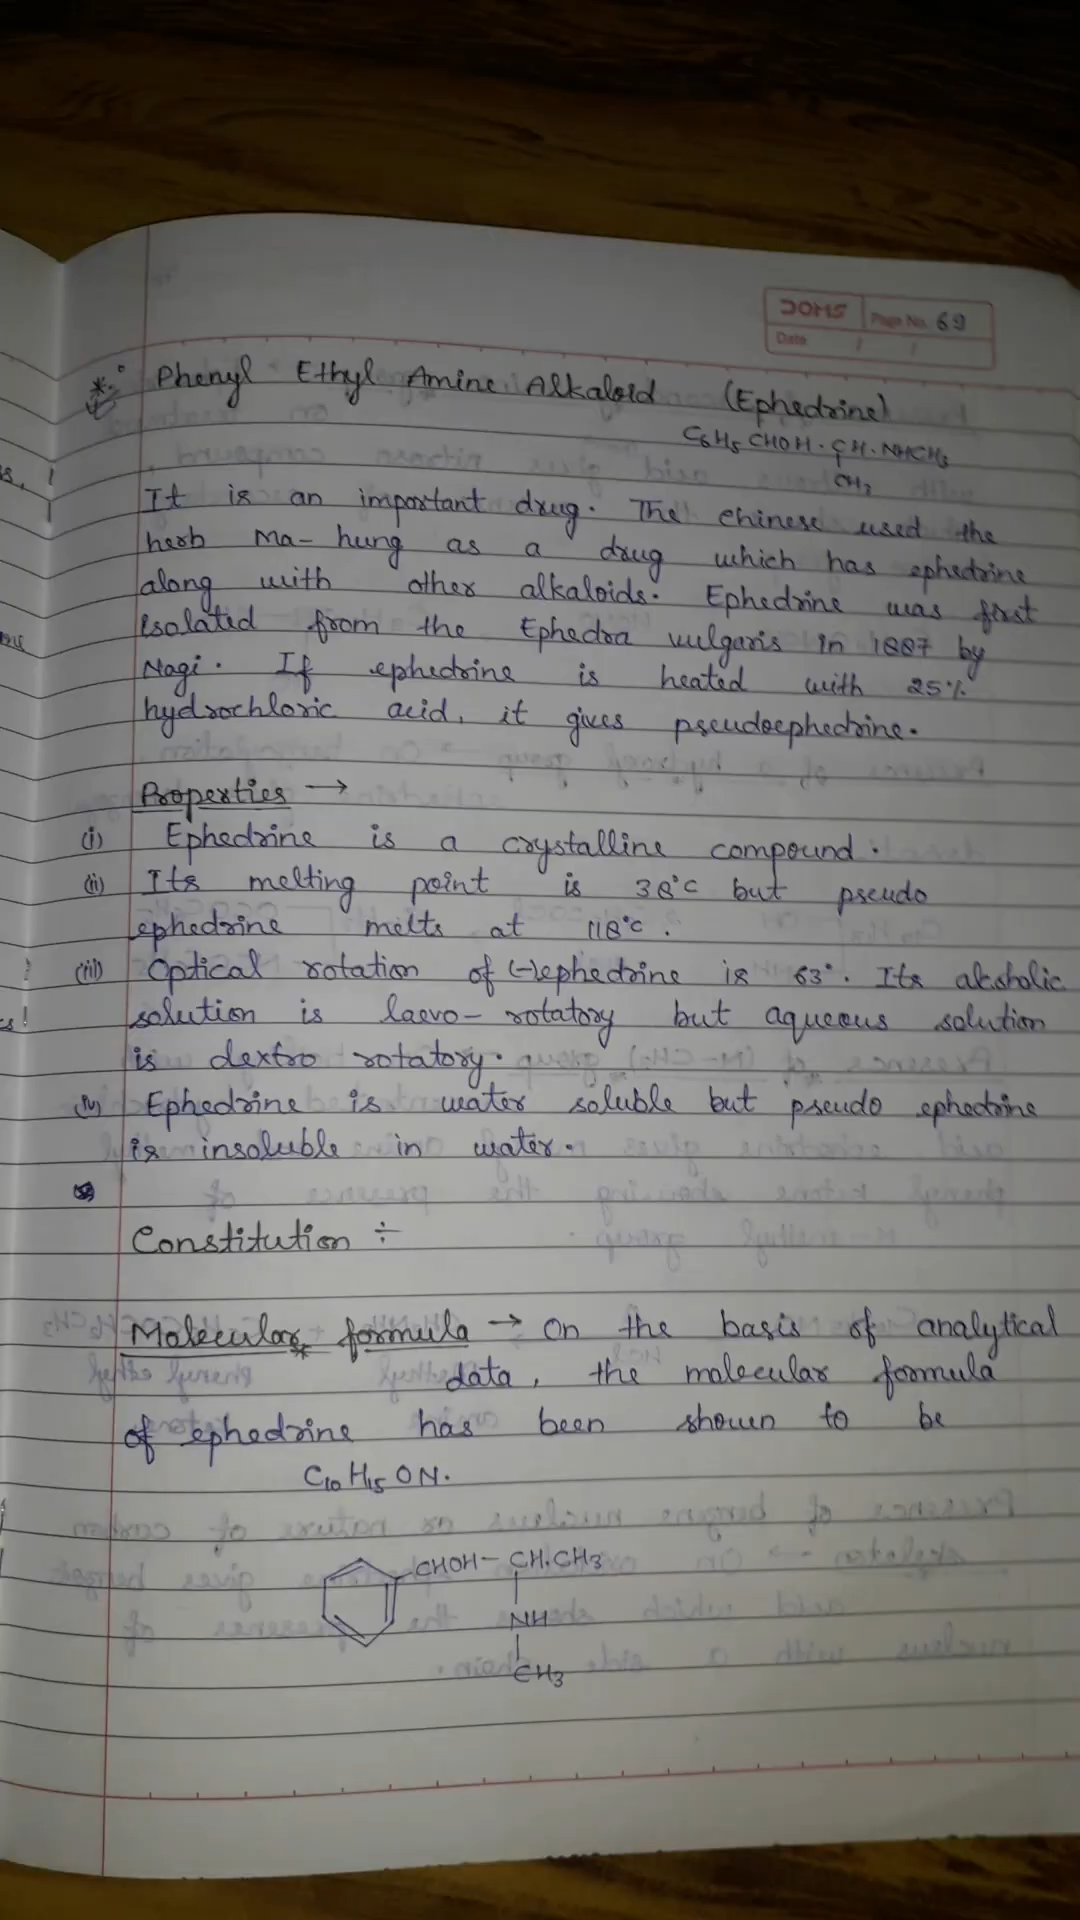 DOMS Page No. 69
Date / /
Phenyl Ethyl Amine Alkaloid (Ephedrine)
C6H5 CHOH . CH . NHCH3
CH3
It is an important drug. The chinese used the
herb Ma-hung as a drug which has ephedrine
along with other alkaloids. Ephedrine was first
isolated from the Ephedra vulgaris in 1887 by
Nagi. If ephedrine is heated with 25%
hydrochloric acid, it gives pseudoephedrine.
Properties →
(i) Ephedrine is a crystalline compound.
(ii) Its melting point is 38°c but pseudo
ephedrine melts at 118°c.
(iii) Optical rotation of (-)ephedrine is 63°. Its alcoholic
solution is laevo-rotatory but aqueous solution
is dextro rotatory.
(iv) Ephedrine is water soluble but pseudo ephedrine
is insoluble in water.
Constitution ÷
Molecular formula → On the basis of analytical
data, the molecular formula
of ephedrine has been shown to be
C10 H15 ON.
CHOH - CH.CH3
NH
CH3